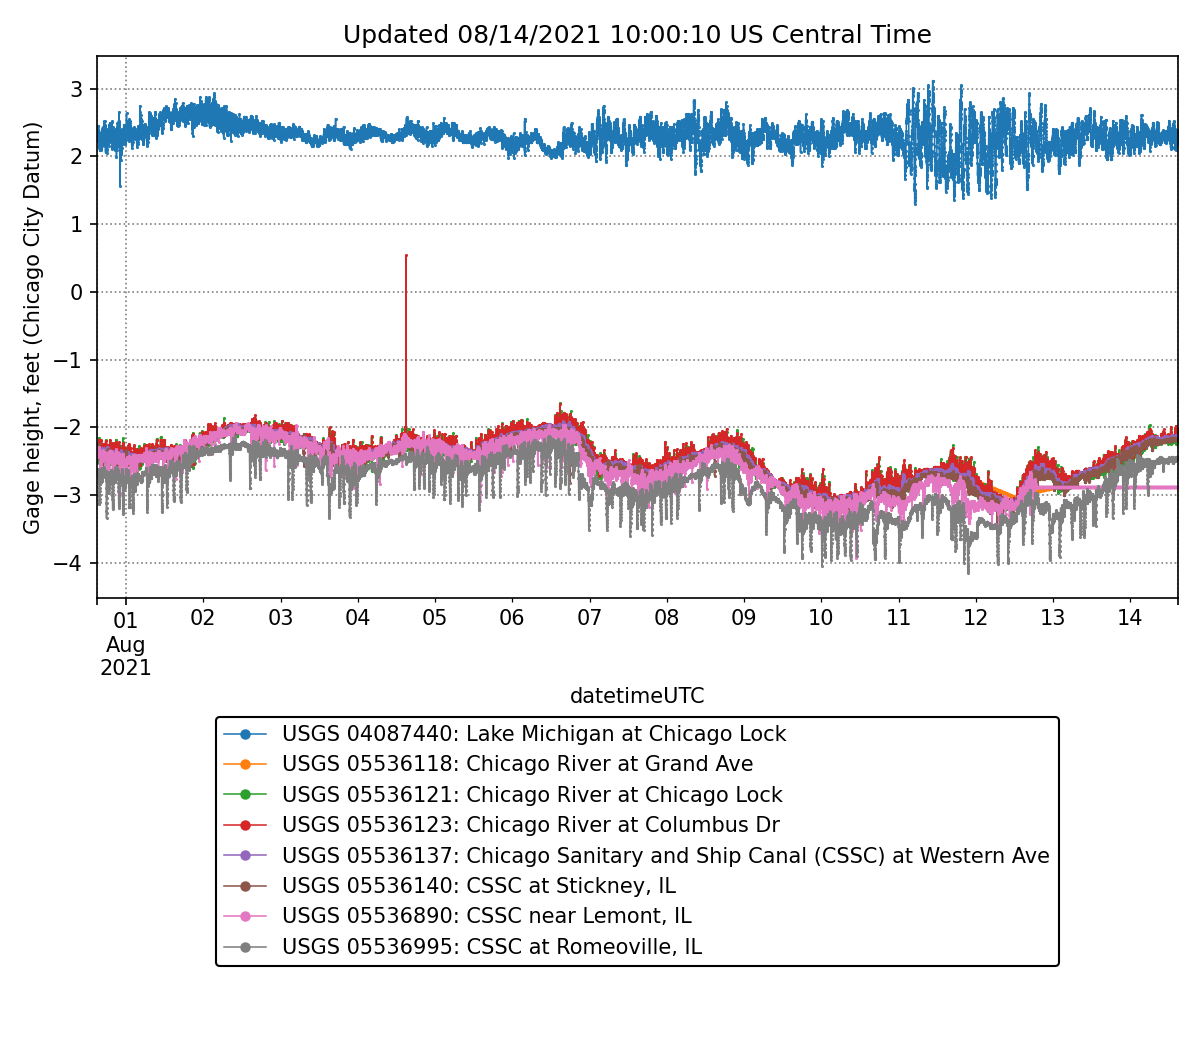 Updated 08/14/2021 10:00:10 US Central Time
Gage height, feet (Chicago City Datum)
3
2
1
0
−1
−2
−3
−4
01 02 03 04 05 06 07 08 09 10 11 12 13 14
Aug
2021
datetimeUTC
USGS 04087440: Lake Michigan at Chicago Lock
USGS 05536118: Chicago River at Grand Ave
USGS 05536121: Chicago River at Chicago Lock
USGS 05536123: Chicago River at Columbus Dr
USGS 05536137: Chicago Sanitary and Ship Canal (CSSC) at Western Ave
USGS 05536140: CSSC at Stickney, IL
USGS 05536890: CSSC near Lemont, IL
USGS 05536995: CSSC at Romeoville, IL